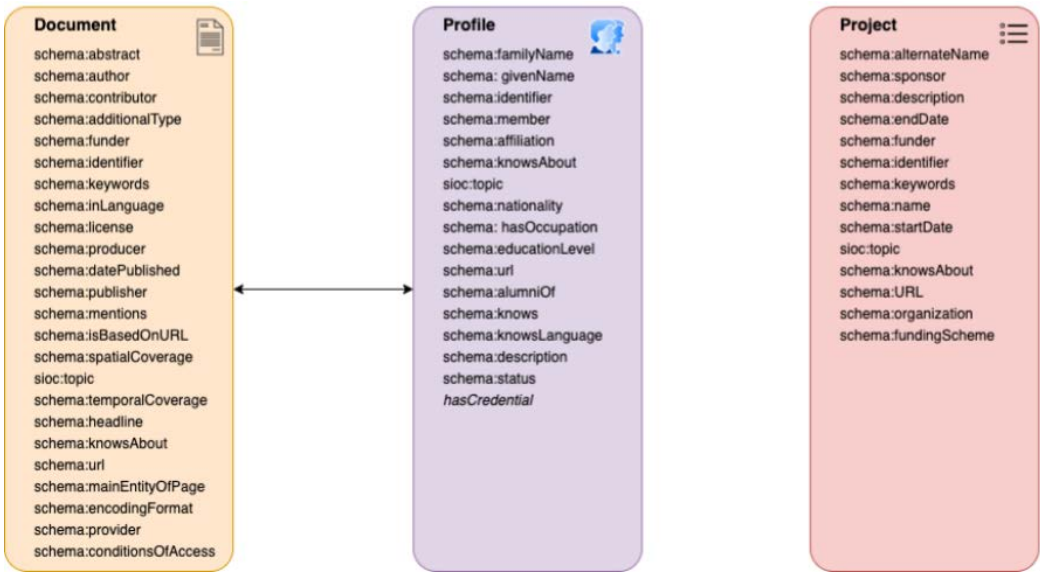 Document
schema:abstract
schema:author
schema:contributor
schema:additionalType
schema:funder
schema:identifier
schema:keywords
schema:inLanguage
schema:license
schema:producer
schema:datePublished
schema:publisher
schema:mentions
schema:isBasedOnURL
schema:spatialCoverage
sioc:topic
schema:temporalCoverage
schema:headline
schema:knowsAbout
schema:url
schema:mainEntityOfPage
schema:encodingFormat
schema:provider
schema:conditionsOfAccess
Profile
schema:familyName
schema: givenName
schema:identifier
schema:member
schema:affiliation
schema:knowsAbout
sioc:topic
schema:nationality
schema: hasOccupation
schema:educationLevel
schema:url
schema:alumniOf
schema:knows
schema:knowsLanguage
schema:description
schema:status
hasCredential
Project
schema:alternateName
schema:sponsor
schema:description
schema:endDate
schema:funder
schema:identifier
schema:keywords
schema:name
schema:startDate
sioc:topic
schema:knowsAbout
schema:URL
schema:organization
schema:fundingScheme